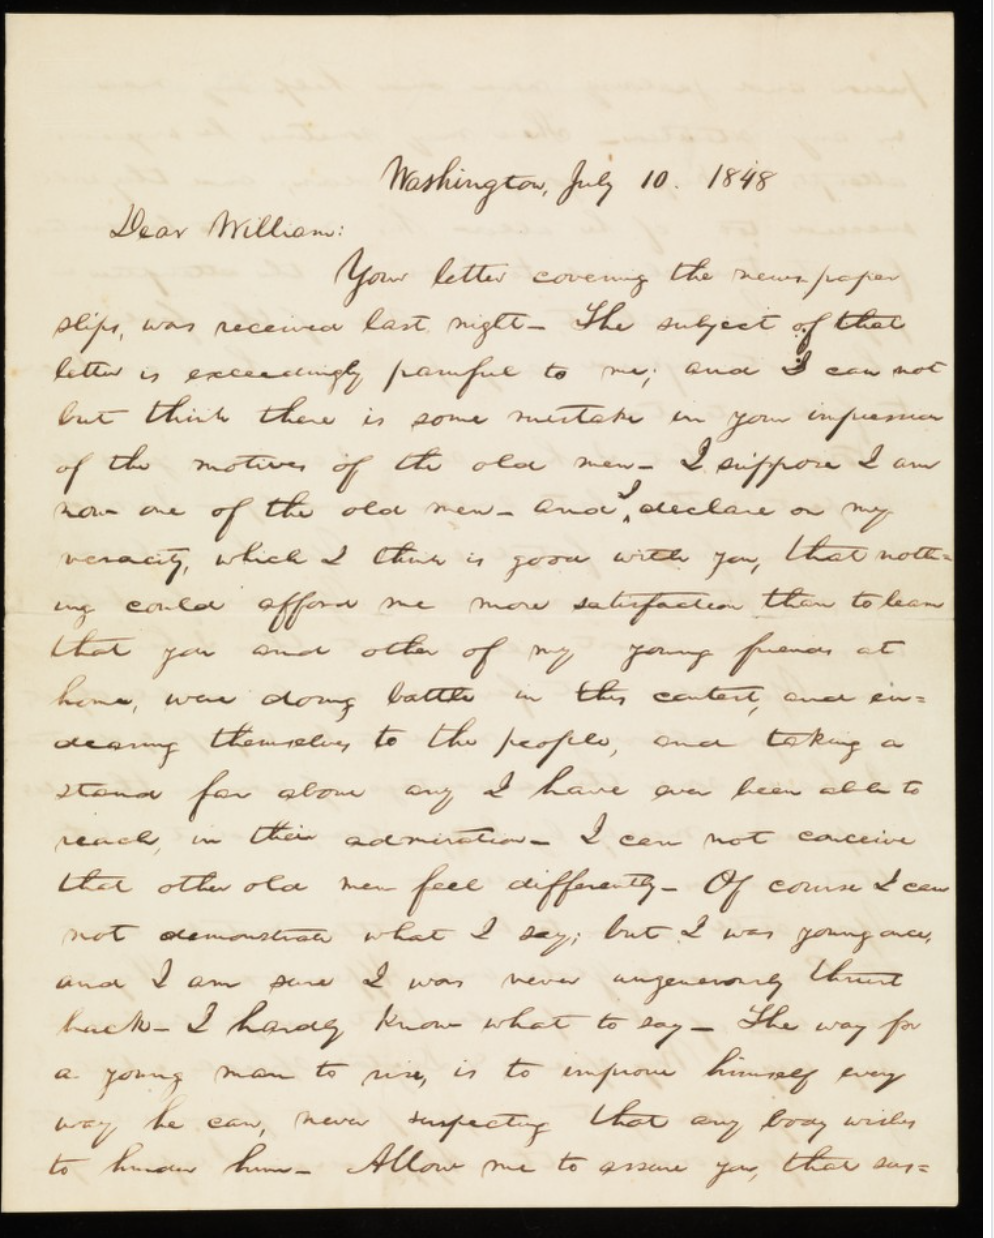 Washington, July 10. 1848
Dear William:
Your letter covering the news-paper
slips, was received last night— The subject of that
letter is exceedingly painful to me; and I can not
but think there is some mistake in your impression
of the motives of the old men— I suppose I am
now one of the old men— and I declare on my
veracity, which I think is good with you, that noth=
ing could afford me more satisfaction than to learn
that you and other of my young friends at
home, were doing battle in this contest, and en=
dearing themselves to the people, and taking a
stand far above any I have ever been able to
reach, in their admiration— I can not conceive
that other old men feel differently— Of course I can
not demonstrate what I say; but I was young once,
and I am sure I was never ungenerously thrust
back— I hardly know what to say— The way for
a young man to rise, is to improve himself every
way he can, never suspecting that any body wishes
to hinder him— Allow me to assure you, that sus=